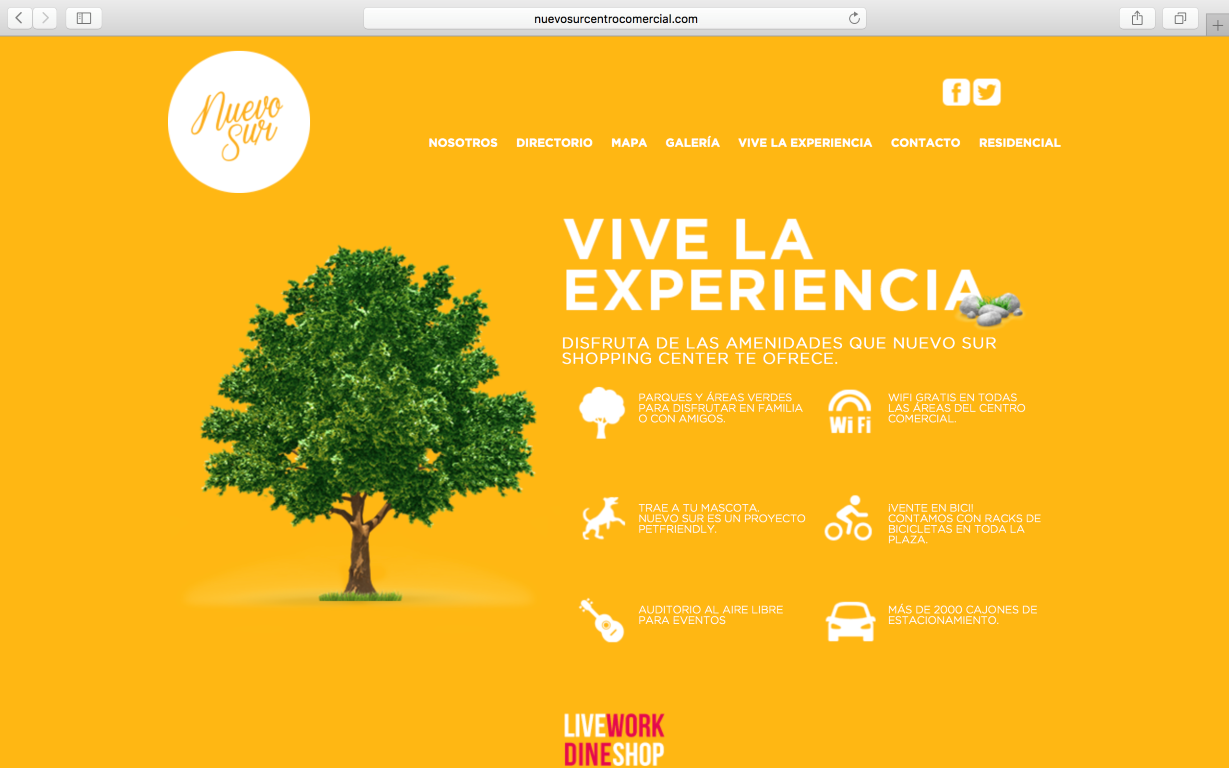 nuevosurcentrocomercial.com
Nuevo
Sur
NOSOTROS DIRECTORIO MAPA GALERÍA VIVE LA EXPERIENCIA CONTACTO RESIDENCIAL
VIVE LA
EXPERIENCIA
DISFRUTA DE LAS AMENIDADES QUE NUEVO SUR
SHOPPING CENTER TE OFRECE.
PARQUES Y ÁREAS VERDES
PARA DISFRUTAR EN FAMILIA
O CON AMIGOS.
WiFi
WIFI GRATIS EN TODAS
LAS ÁREAS DEL CENTRO
COMERCIAL.
TRAE A TU MASCOTA.
NUEVO SUR ES UN PROYECTO
PETFRIENDLY.
¡VENTE EN BICI!
CONTAMOS CON RACKS DE
BICICLETAS EN TODA LA
PLAZA.
AUDITORIO AL AIRE LIBRE
PARA EVENTOS
MÁS DE 2000 CAJONES DE
ESTACIONAMIENTO.
LIVEWORK
DINESHOP